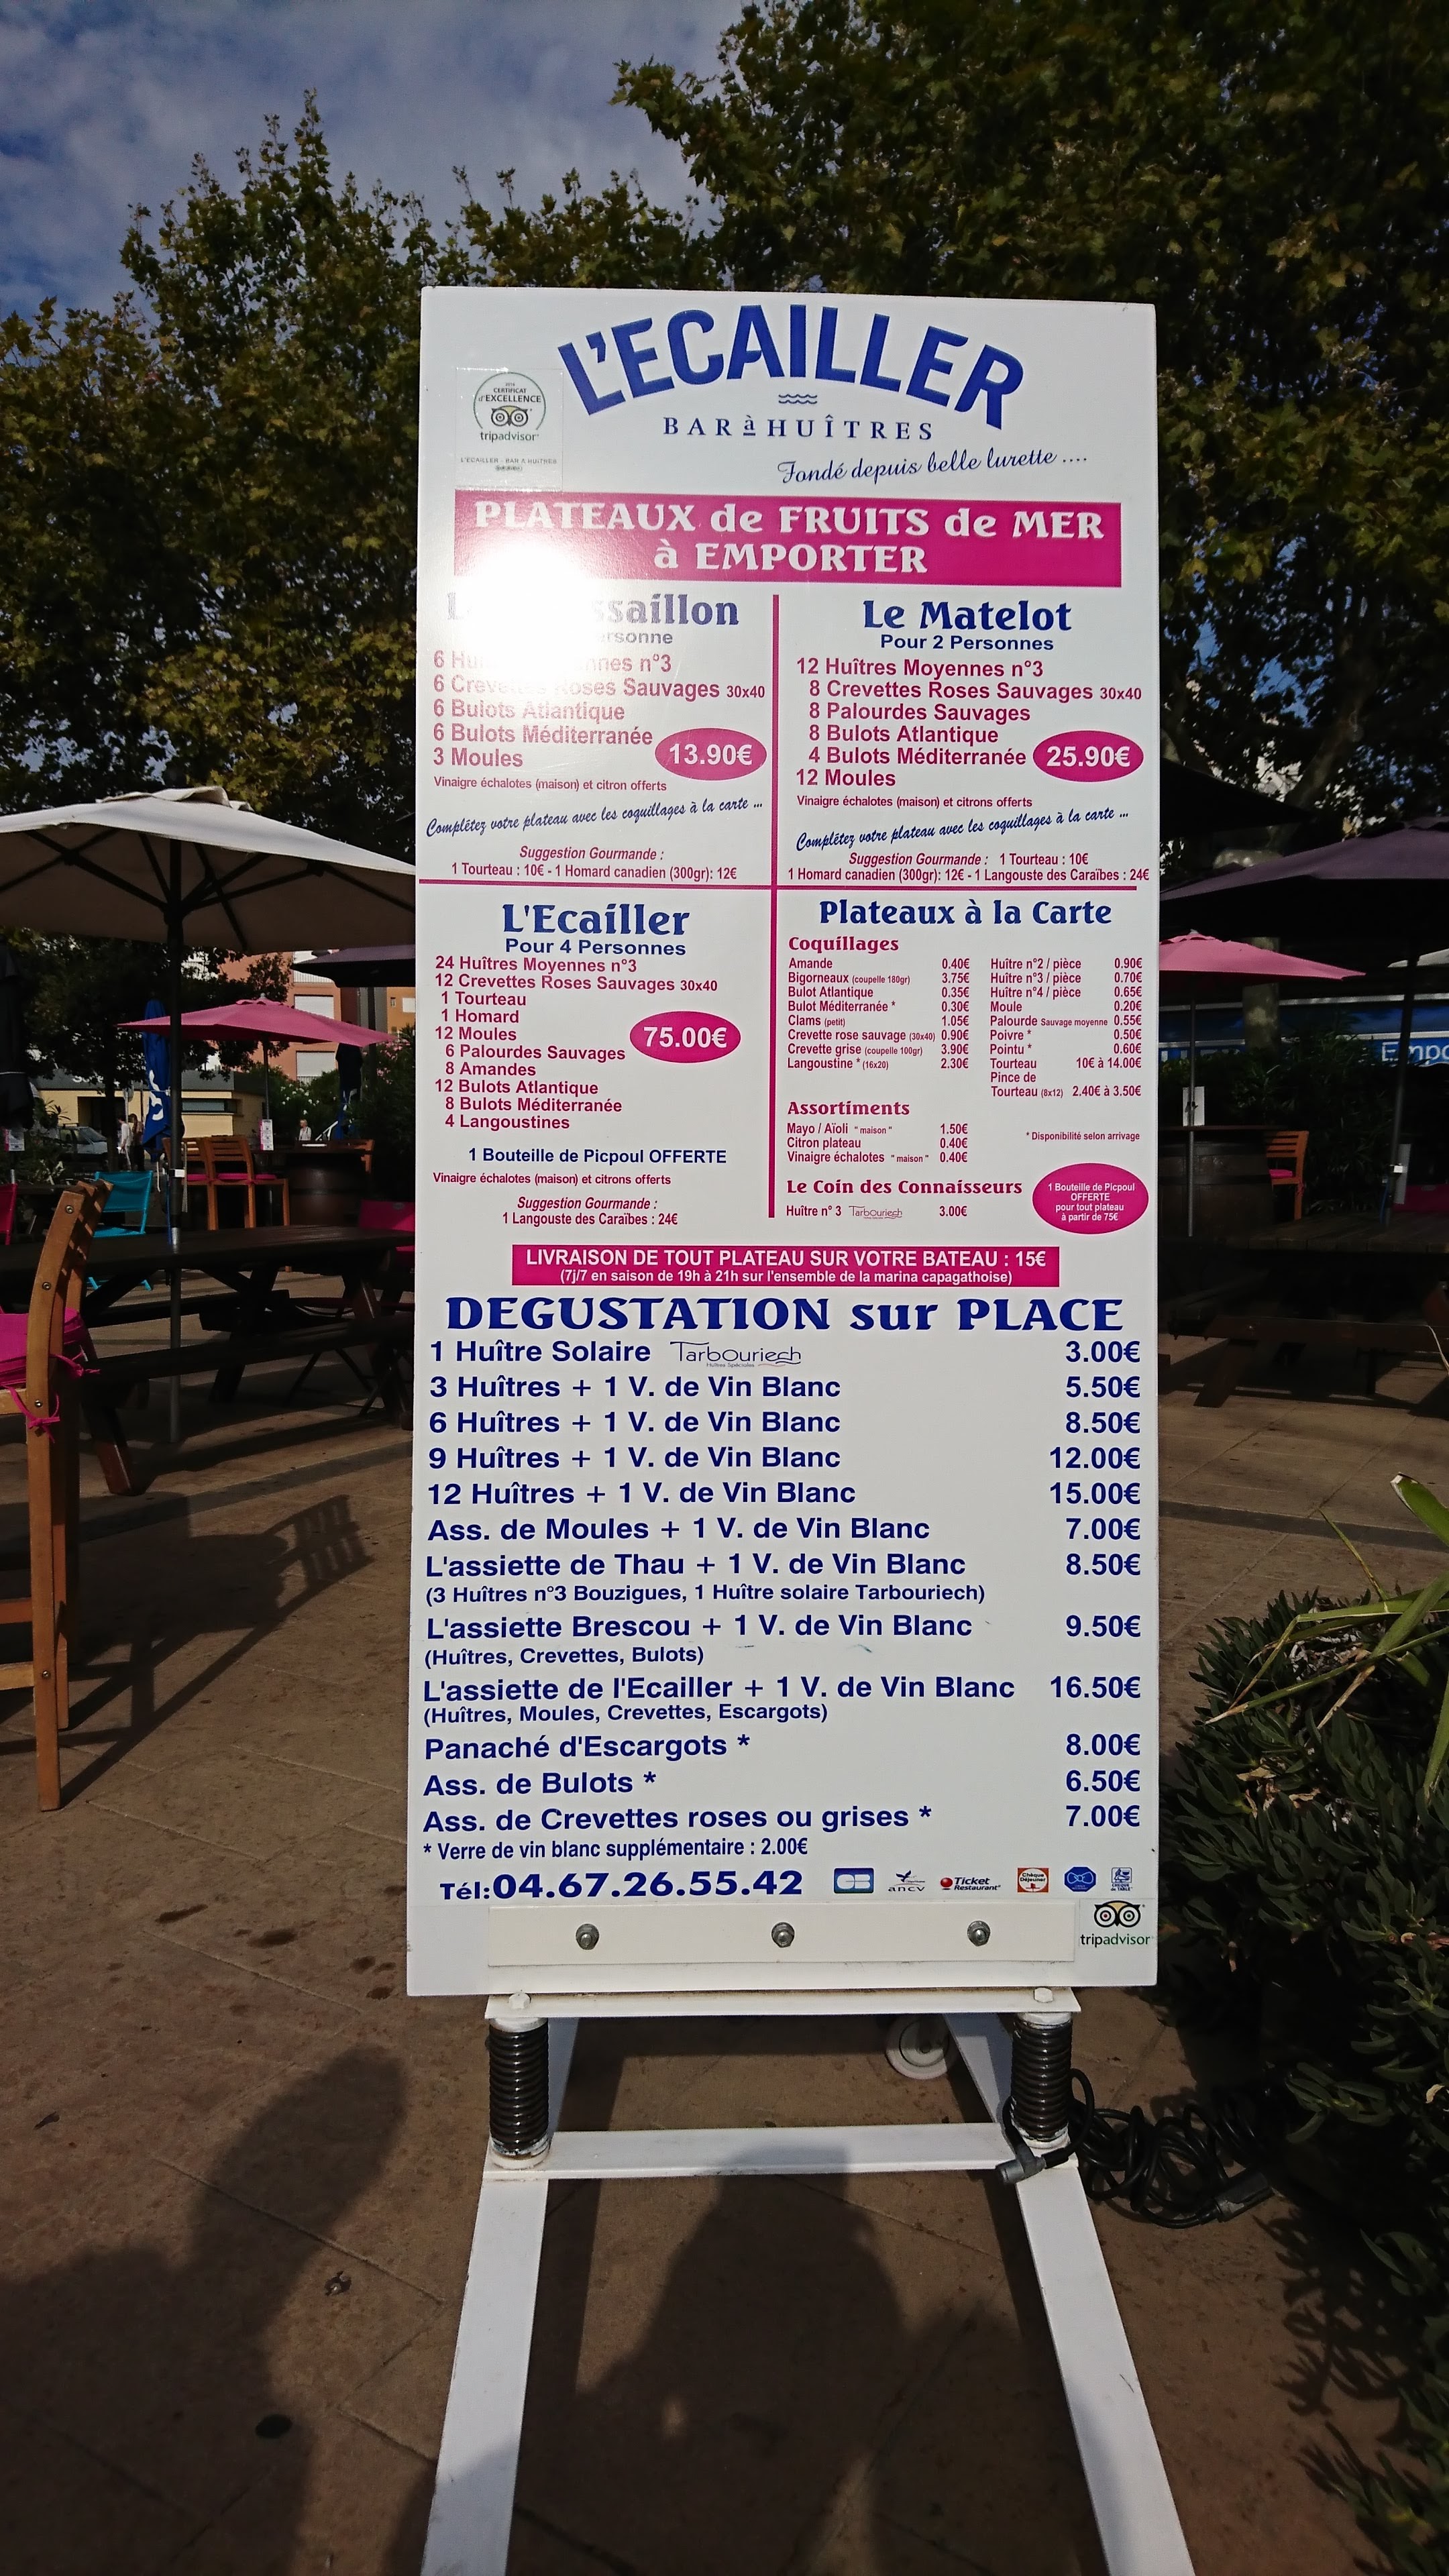 L'ECAILLER
BAR à HUÎTRES
Fondé depuis belle lurette ....
CERTIFICAT
d'EXCELLENCE
tripadvisor
L'ECAILLER - BAR À HUITRES
PLATEAUX de FRUITS de MER
à EMPORTER
6 n°3
6 Roses Sauvages 30x40
6 Bulots Atlantique
6 Bulots Méditerranée
3 Moules
13.90€
Vinaigre échalotes (maison) et citron offerts
Complétez votre plateau avec les coquillages à la carte ...
Suggestion Gourmande :
1 Tourteau : 10€ - 1 Homard canadien (300gr): 12€
Le Matelot
Pour 2 Personnes
12 Huîtres Moyennes n°3
8 Crevettes Roses Sauvages 30x40
8 Palourdes Sauvages
8 Bulots Atlantique
4 Bulots Méditerranée
12 Moules
25.90€
Vinaigre échalotes (maison) et citrons offerts
Complétez votre plateau avec les coquillages à la carte ...
Suggestion Gourmande : 1 Tourteau : 10€
1 Homard canadien (300gr): 12€ - 1 Langouste des Caraïbes : 24€
L'Ecailler
Pour 4 Personnes
24 Huîtres Moyennes n°3
12 Crevettes Roses Sauvages 30x40
1 Tourteau
1 Homard
12 Moules
6 Palourdes Sauvages
8 Amandes
12 Bulots Atlantique
8 Bulots Méditerranée
4 Langoustines
75.00€
1 Bouteille de Picpoul OFFERTE
Vinaigre échalotes (maison) et citrons offerts
Suggestion Gourmande :
1 Langouste des Caraïbes : 24€
Plateaux à la Carte
Coquillages
Amande 0.40€
Bigorneaux (coupelle 180gr) 3.75€
Bulot Atlantique 0.35€
Bulot Méditerranée * 0.30€
Clams (petit) 1.05€
Crevette rose sauvage (30x40) 0.90€
Crevette grise (coupelle 100gr) 3.90€
Langoustine * (16x20) 2.30€
Huître n°2 / pièce 0.90€
Huître n°3 / pièce 0.70€
Huître n°4 / pièce 0.65€
Moule 0.20€
Palourde Sauvage moyenne 0.55€
Poivre * 0.50€
Pointu * 0.60€
Tourteau 10€ à 14.00€
Pince de
Tourteau (8x12) 2.40€ à 3.50€
Assortiments
Mayo / Aïoli "maison" 1.50€
Citron plateau 0.40€
Vinaigre échalotes "maison" 0.40€
* Disponibilité selon arrivage
Le Coin des Connaisseurs
Huître n° 3 Tarbouriech 3.00€
1 Bouteille de Picpoul
OFFERTE
pour tout plateau
à partir de 75€
LIVRAISON DE TOUT PLATEAU SUR VOTRE BATEAU : 15€
(7j/7 en saison de 19h à 21h sur l'ensemble de la marina capagathoise)
DEGUSTATION sur PLACE
1 Huître Solaire Tarbouriech 3.00€
Huîtres Spéciales
3 Huîtres + 1 V. de Vin Blanc 5.50€
6 Huîtres + 1 V. de Vin Blanc 8.50€
9 Huîtres + 1 V. de Vin Blanc 12.00€
12 Huîtres + 1 V. de Vin Blanc 15.00€
Ass. de Moules + 1 V. de Vin Blanc 7.00€
L'assiette de Thau + 1 V. de Vin Blanc 8.50€
(3 Huîtres n°3 Bouzigues, 1 Huître solaire Tarbouriech)
L'assiette Brescou + 1 V. de Vin Blanc 9.50€
(Huîtres, Crevettes, Bulots)
L'assiette de l'Ecailler + 1 V. de Vin Blanc 16.50€
(Huîtres, Moules, Crevettes, Escargots)
Panaché d'Escargots * 8.00€
Ass. de Bulots * 6.50€
Ass. de Crevettes roses ou grises * 7.00€
* Verre de vin blanc supplémentaire : 2.00€
Tél:04.67.26.55.42
CB
ancv
Ticket
Restaurant
Chèque
Déjeuner
tripadvisor
Empo